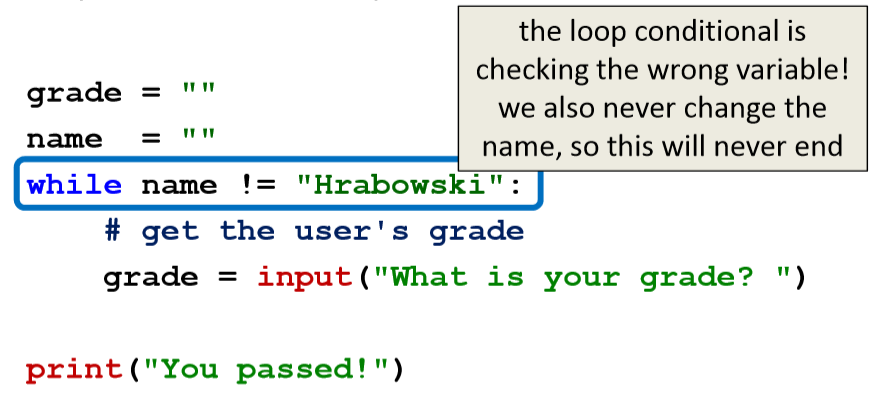 the loop conditional is
checking the wrong variable!
we also never change the
name, so this will never end
grade = ""
name  = ""
while name != "Hrabowski":
    # get the user's grade
    grade = input("What is your grade? ")
print("You passed!")